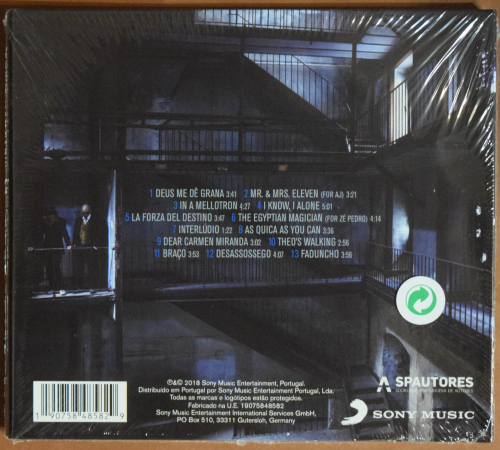 1 DEUS ME DÊ GRANA 3:41 2 MR. & MRS. ELEVEN (FOR AJ) 3:21
3 IN A MELLOTRON 4:27 4 I KNOW, I ALONE 5:01
5 LA FORZA DEL DESTINO 3:47 6 THE EGYPTIAN MAGICIAN (FOR ZÉ PEDRO) 4:14
7 INTERLÚDIO 1:41 8 AS QUICA AS YOU CAN 3:36
9 DEAR CARMEN MIRANDA 3:02 10 THEO'S WALKING 2:56
11 BRAÇO 3:53 12 DESASSOSSEGO 4:07 13 FADUNCHO 3:56
℗&© 2018 Sony Music Entertainment, Portugal.
Distribuído em Portugal por Sony Music Entertainment Portugal, Lda.
Todas as marcas e logótipos estão protegidos.
Fabricado na U.E. 19075848582
Sony Music Entertainment International Services GmbH,
PO Box 510, 33311 Gutersloh, Germany
1 90758 48582 9
SPAUTORES
SONY MUSIC